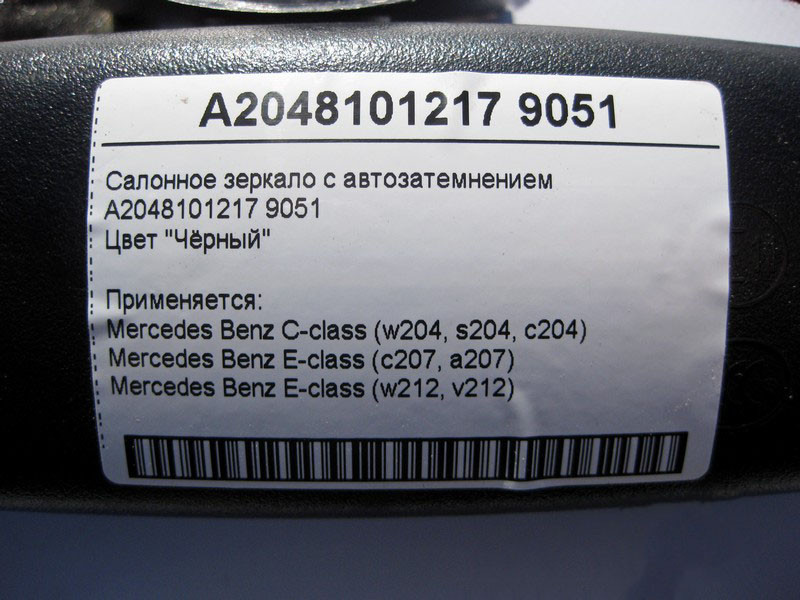 A2048101217 9051
Салонное зеркало с автозатемнением
A2048101217 9051
Цвет "Чёрный"
Применяется:
Mercedes Benz C-class (w204, s204, c204)
Mercedes Benz E-class (c207, a207)
Mercedes Benz E-class (w212, v212)